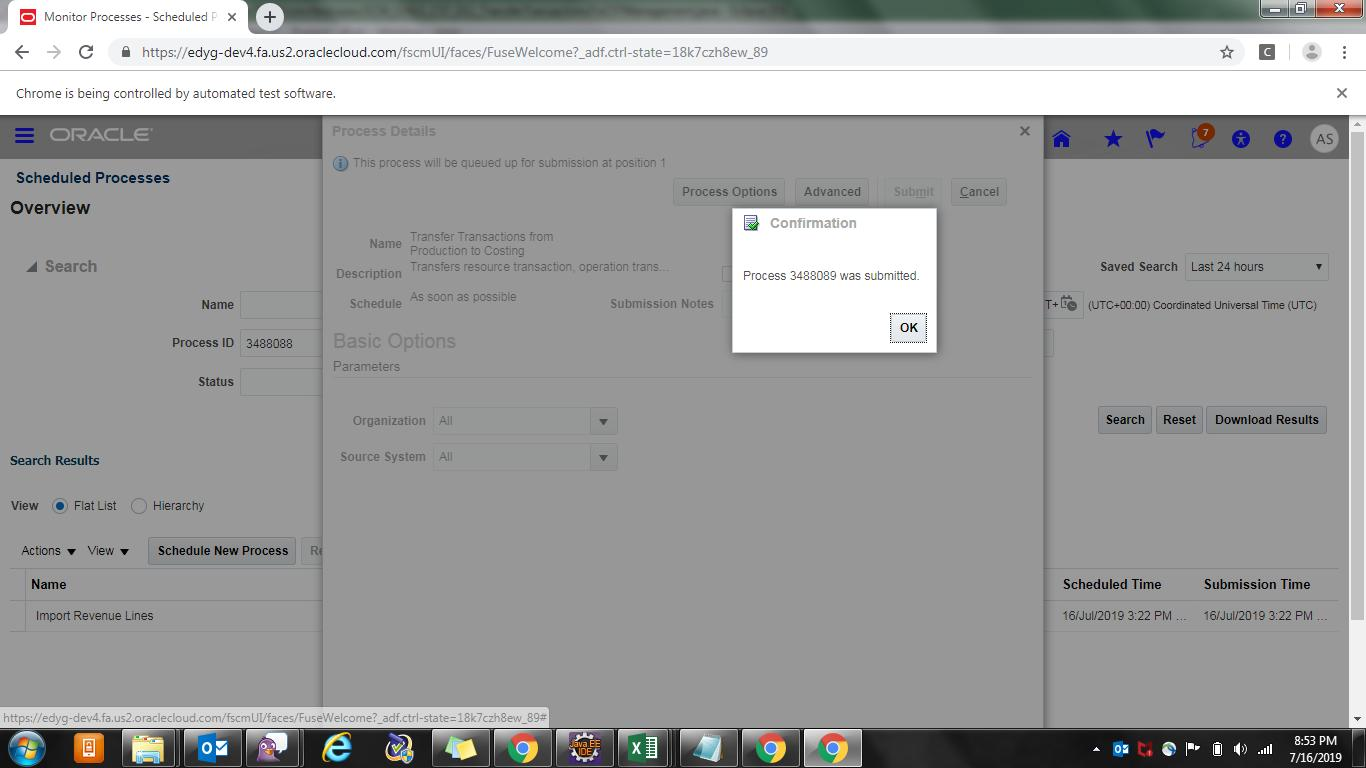 Monitor Processes - Scheduled P
https://edyg-dev4.fa.us2.oraclecloud.com/fscmUI/faces/FuseWelcome?_adf.ctrl-state=18k7czh8ew_89
C
Chrome is being controlled by automated test software.
ORACLE
7
AS
Scheduled Processes
Overview
Search
Name
Process ID 3488088
Status
Saved Search Last 24 hours
T+ (UTC+00:00) Coordinated Universal Time (UTC)
Search Reset Download Results
Process Details
This process will be queued up for submission at position 1
Process Options Advanced Submit Cancel
Name Transfer Transactions from
Production to Costing
Description Transfers resource transaction, operation trans...
Schedule As soon as possible Submission Notes
Basic Options
Parameters
Organization All
Source System All
Confirmation
Process 3488089 was submitted.
OK
Search Results
View Flat List Hierarchy
Actions View Schedule New Process Re
Name Scheduled Time Submission Time
Import Revenue Lines 16/Jul/2019 3:22 PM ... 16/Jul/2019 3:22 PM ...
https://edyg-dev4.fa.us2.oraclecloud.com/fscmUI/faces/FuseWelcome?_adf.ctrl-state=18k7czh8ew_89#
Java EE
IDE
8:53 PM
7/16/2019